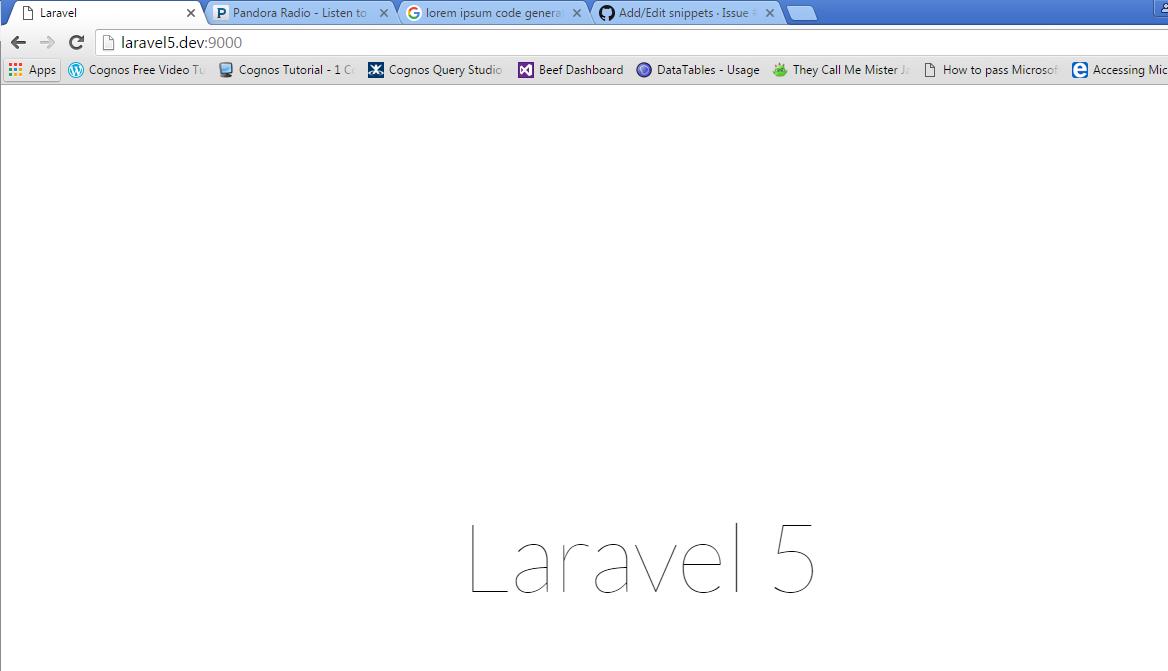 Laravel
Pandora Radio - Listen to
lorem ipsum code genera
Add/Edit snippets · Issue
laravel5.dev:9000
Apps
Cognos Free Video Tu
Cognos Tutorial - 1 Co
Cognos Query Studio
Beef Dashboard
DataTables - Usage
They Call Me Mister Ja
How to pass Microsof
Accessing Mic
Laravel 5